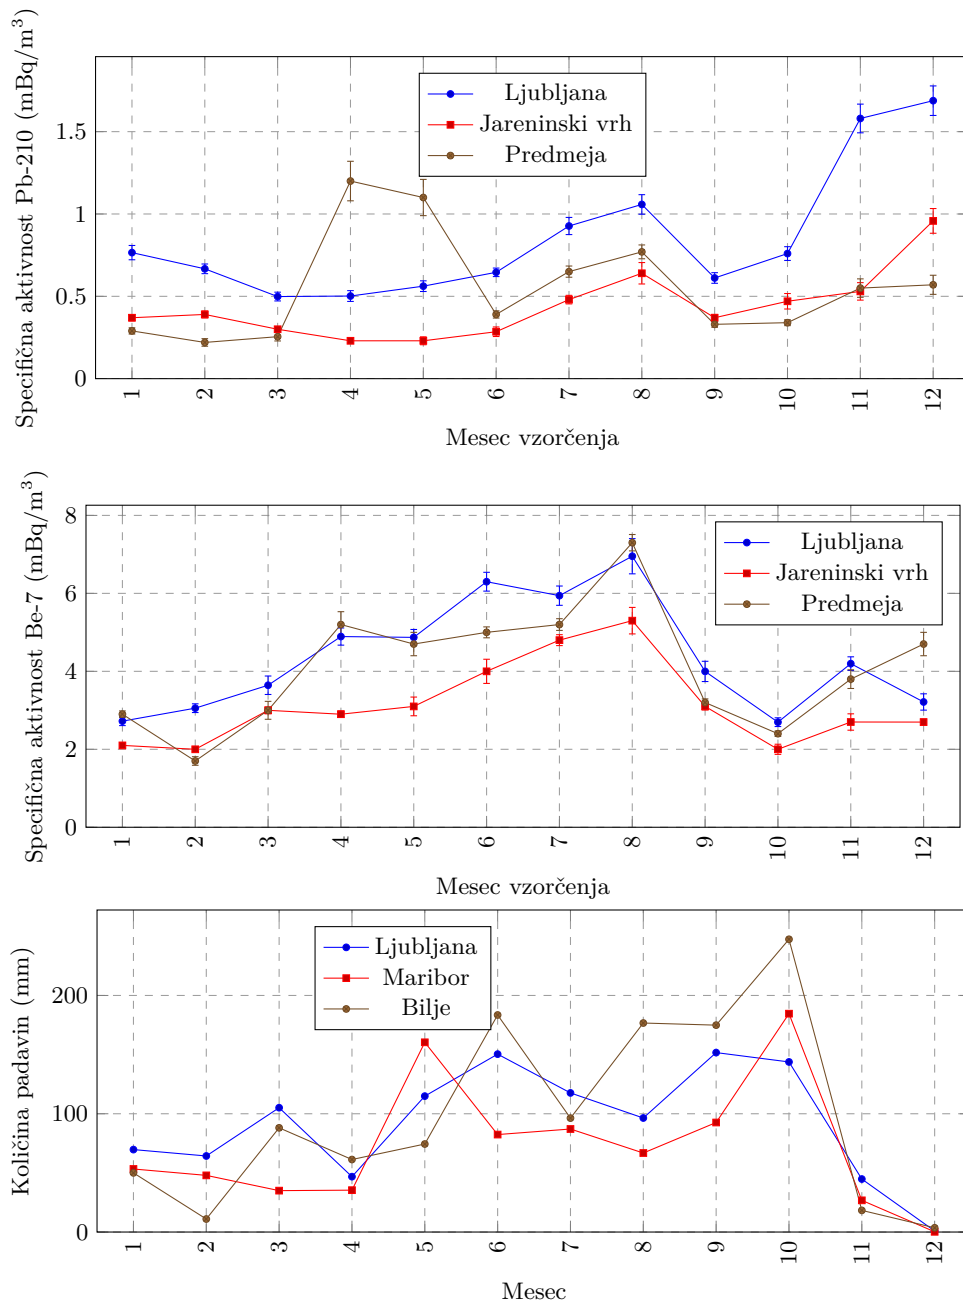 Specifična aktivnost Pb-210 (mBq/m³)
Ljubljana
Jareninski vrh
Predmeja
1.5
1
0.5
0
1 2 3 4 5 6 7 8 9 10 11 12
Mesec vzorčenja
Specifična aktivnost Be-7 (mBq/m³)
Ljubljana
Jareninski vrh
Predmeja
8
6
4
2
0
1 2 3 4 5 6 7 8 9 10 11 12
Mesec vzorčenja
Količina padavin (mm)
Ljubljana
Maribor
Bilje
200
100
0
1 2 3 4 5 6 7 8 9 10 11 12
Mesec